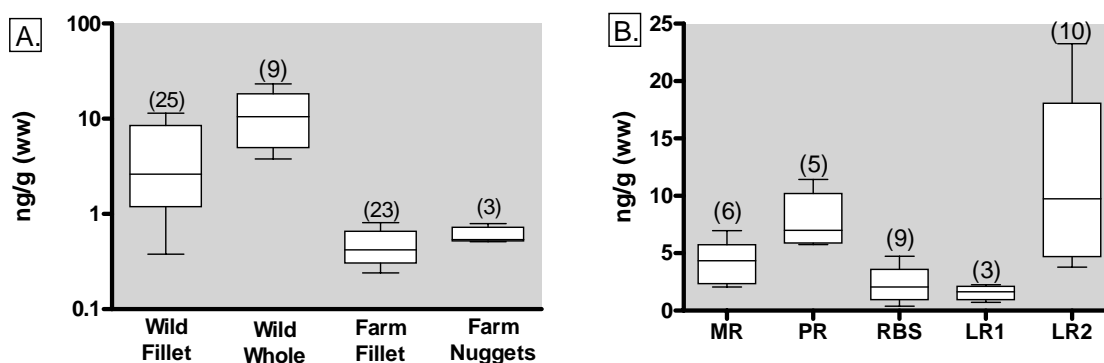 A.
ng/g (ww)
100
10
1
0.1
(25)
(9)
(23)
(3)
Wild
Fillet
Wild
Whole
Farm
Fillet
Farm
Nuggets
B.
ng/g (ww)
25
20
15
10
5
0
(6)
(5)
(9)
(3)
(10)
MR PR RBS LR1 LR2